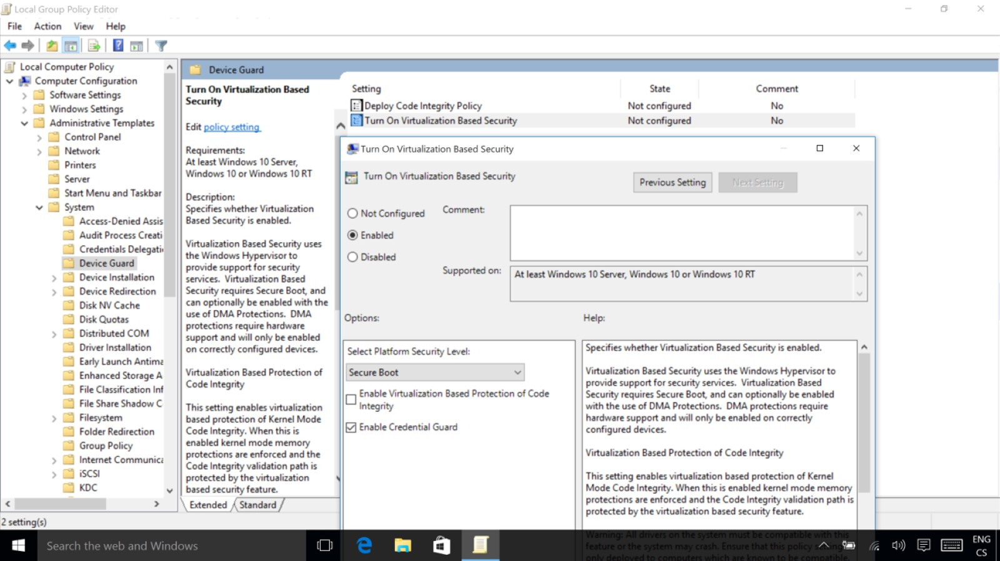 Local Group Policy Editor
File Action View Help
Local Computer Policy
Computer Configuration
Software Settings
Windows Settings
Administrative Templates
Control Panel
Network
Printers
Server
Start Menu and Taskbar
System
Access-Denied Assis
Audit Process Creati
Credentials Delegati
Device Guard
Device Installation
Device Redirection
Disk NV Cache
Disk Quotas
Distributed COM
Driver Installation
Early Launch Antima
Enhanced Storage A
File Classification Inf
File Share Shadow C
Filesystem
Folder Redirection
Group Policy
Internet Communica
iSCSI
KDC
2 setting(s)
Device Guard
Turn On Virtualization Based
Security
Edit policy setting
Requirements:
At least Windows 10 Server,
Windows 10 or Windows 10 RT
Description:
Specifies whether Virtualization
Based Security is enabled.
Virtualization Based Security uses
the Windows Hypervisor to
provide support for security
services. Virtualization Based
Security requires Secure Boot, and
can optionally be enabled with the
use of DMA Protections. DMA
protections require hardware
support and will only be enabled
on correctly configured devices.
Virtualization Based Protection of
Code Integrity
This setting enables virtualization
based protection of Kernel Mode
Code Integrity. When this is
enabled kernel mode memory
protections are enforced and the
Code Integrity validation path is
protected by the virtualization
based security feature.
Extended Standard
Setting State Comment
Deploy Code Integrity Policy Not configured No
Turn On Virtualization Based Security Not configured No
Turn On Virtualization Based Security
Turn On Virtualization Based Security
Previous Setting Next Setting
Not Configured
Enabled
Disabled
Comment:
Supported on:
At least Windows 10 Server, Windows 10 or Windows 10 RT
Options:
Select Platform Security Level:
Secure Boot
Enable Virtualization Based Protection of Code
Integrity
Enable Credential Guard
Help:
Specifies whether Virtualization Based Security is enabled.
Virtualization Based Security uses the Windows Hypervisor to
provide support for security services. Virtualization Based
Security requires Secure Boot, and can optionally be enabled
with the use of DMA Protections. DMA protections require
hardware support and will only be enabled on correctly
configured devices.
Virtualization Based Protection of Code Integrity
This setting enables virtualization based protection of Kernel
Mode Code Integrity. When this is enabled kernel mode memory
protections are enforced and the Code Integrity validation path is
protected by the virtualization based security feature.
Warning: All drivers on the system must be compatible with this
feature or the system may crash. Ensure that this policy setting is
only deployed to computers which are known to be compatible.
Search the web and Windows
ENG
CS